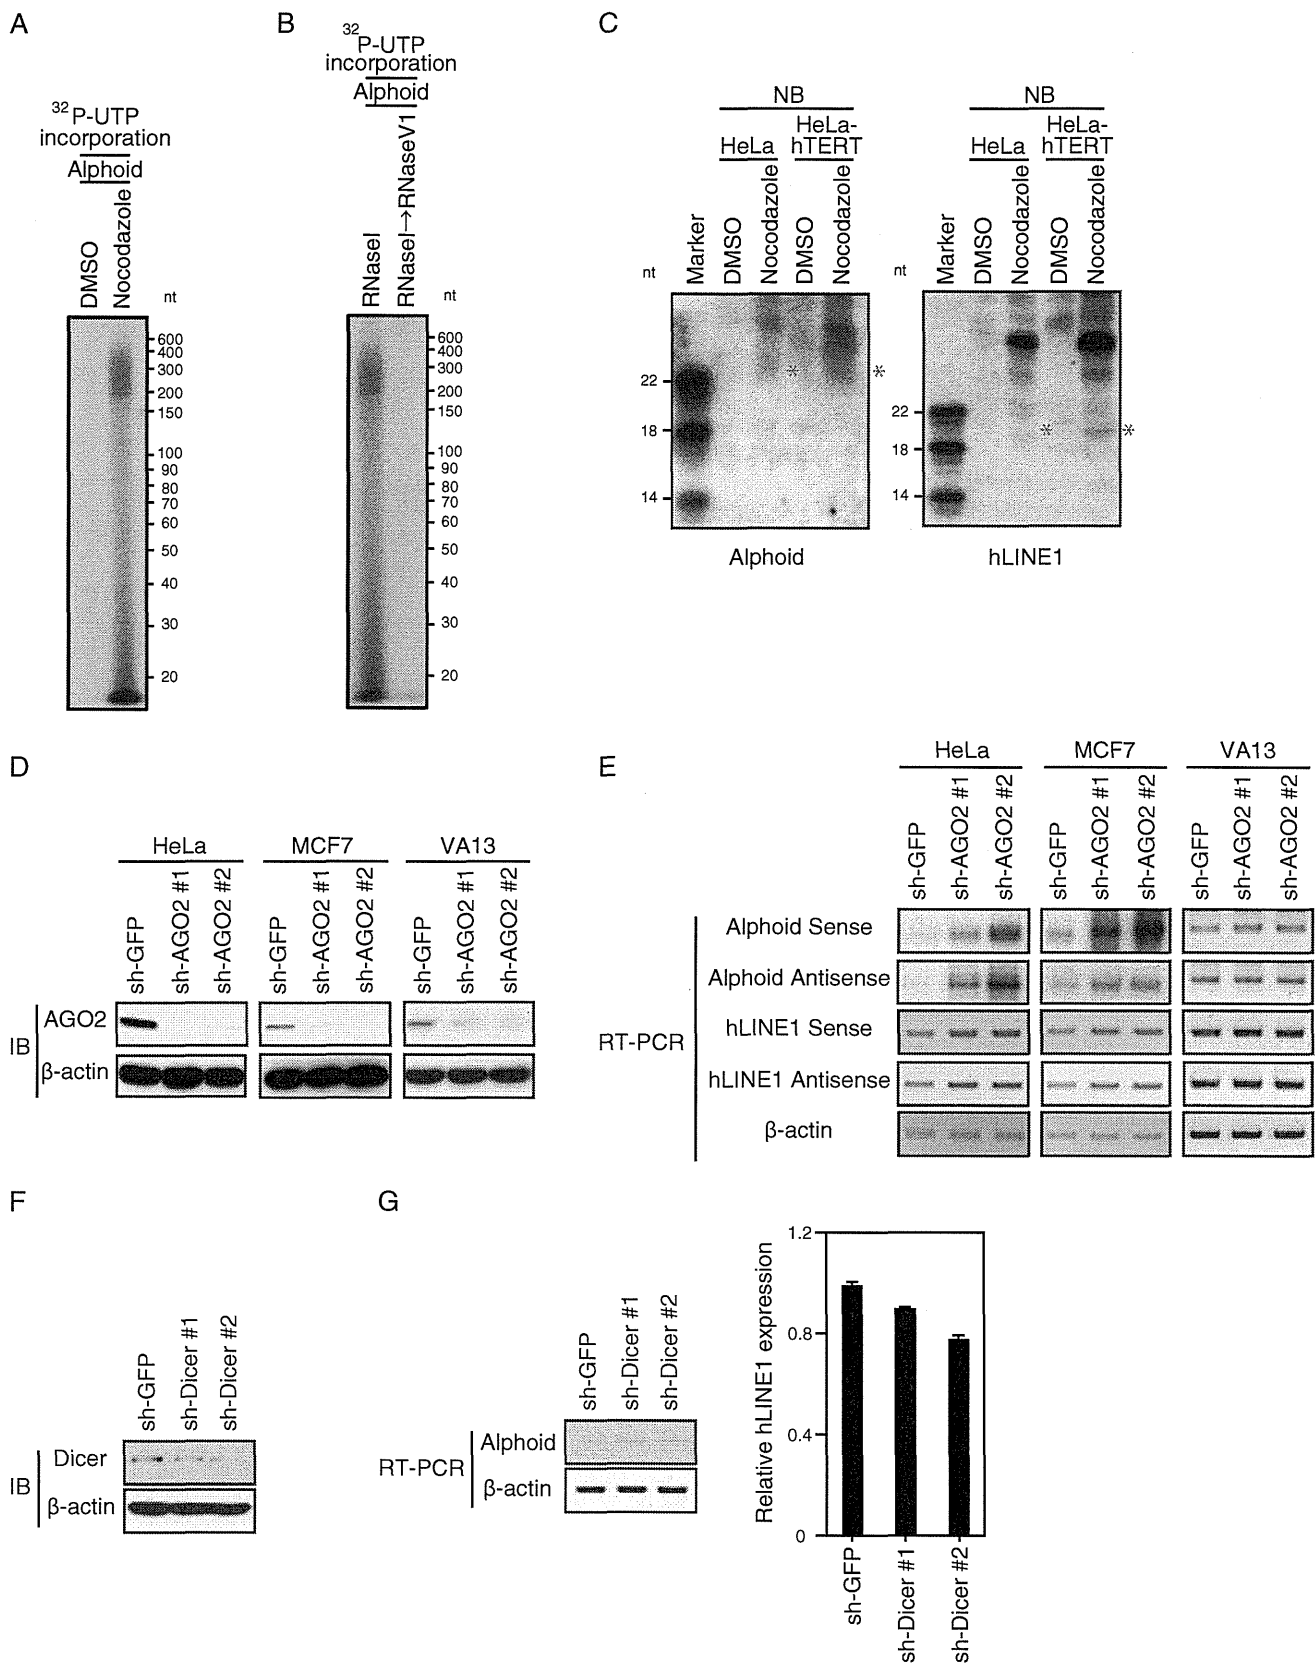 A
32P-UTP
incorporation
Alphoid
DMSO
Nocodazole
nt
600
400
300
200
150
100
90
80
70
60
50
40
30
20
B
32P-UTP
incorporation
Alphoid
RNaseI
RNaseI→RNaseV1
nt
600
400
300
200
150
100
90
80
70
60
50
40
30
20
C
NB
HeLa
HeLa-
hTERT
nt
Marker
DMSO
Nocodazole
DMSO
Nocodazole
22
18
14
*
*
Alphoid
NB
HeLa
HeLa-
hTERT
nt
Marker
DMSO
Nocodazole
DMSO
Nocodazole
22
18
14
*
*
hLINE1
D
HeLa
MCF7
VA13
sh-GFP
sh-AGO2 #1
sh-AGO2 #2
sh-GFP
sh-AGO2 #1
sh-AGO2 #2
sh-GFP
sh-AGO2 #1
sh-AGO2 #2
IB
AGO2
β-actin
E
HeLa
MCF7
VA13
sh-GFP
sh-AGO2 #1
sh-AGO2 #2
sh-GFP
sh-AGO2 #1
sh-AGO2 #2
sh-GFP
sh-AGO2 #1
sh-AGO2 #2
RT-PCR
Alphoid Sense
Alphoid Antisense
hLINE1 Sense
hLINE1 Antisense
β-actin
F
sh-GFP
sh-Dicer #1
sh-Dicer #2
IB
Dicer
β-actin
G
sh-GFP
sh-Dicer #1
sh-Dicer #2
RT-PCR
Alphoid
β-actin
Relative hLINE1 expression
1.2
0.8
0.4
0
sh-GFP
sh-Dicer #1
sh-Dicer #2